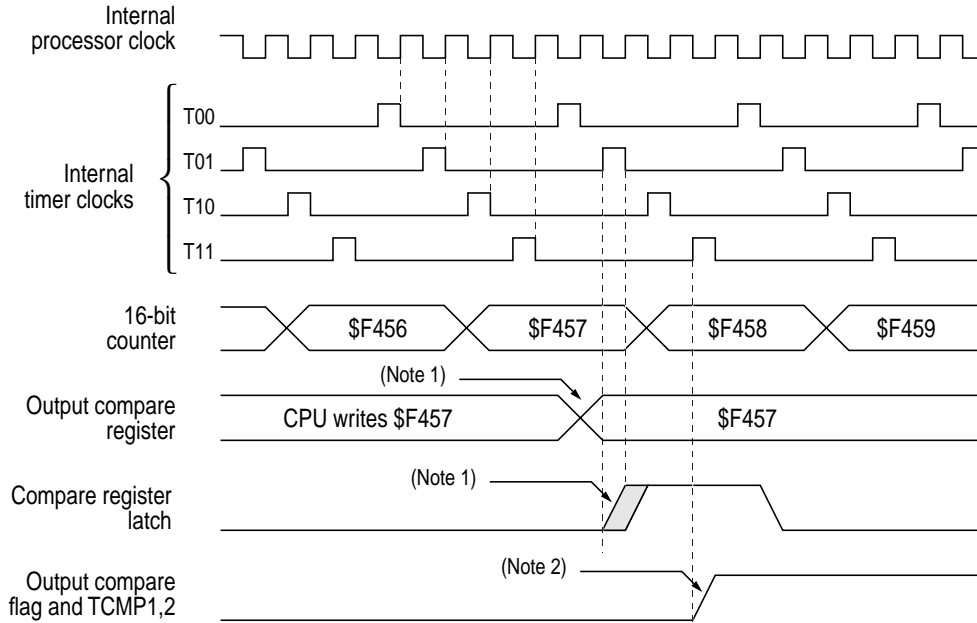 Internal
processor clock
T00
T01
Internal
timer clocks
T10
T11
16-bit
counter
$F456
$F457
$F458
$F459
(Note 1)
Output compare
register
CPU writes $F457
$F457
(Note 1)
Compare register
latch
(Note 2)
Output compare
flag and TCMP1,2